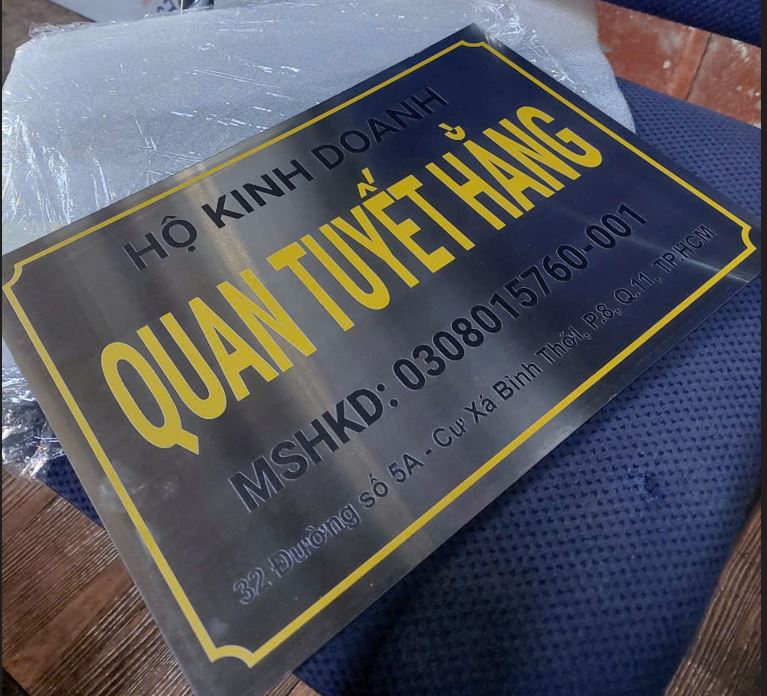 HỘ KINH DOANH
QUAN TUYẾT HẰNG
MSHKD: 0308015760-001
32, Đường số 5A - Cư Xá Bình Thới, P.8, Q.11, TP.HCM